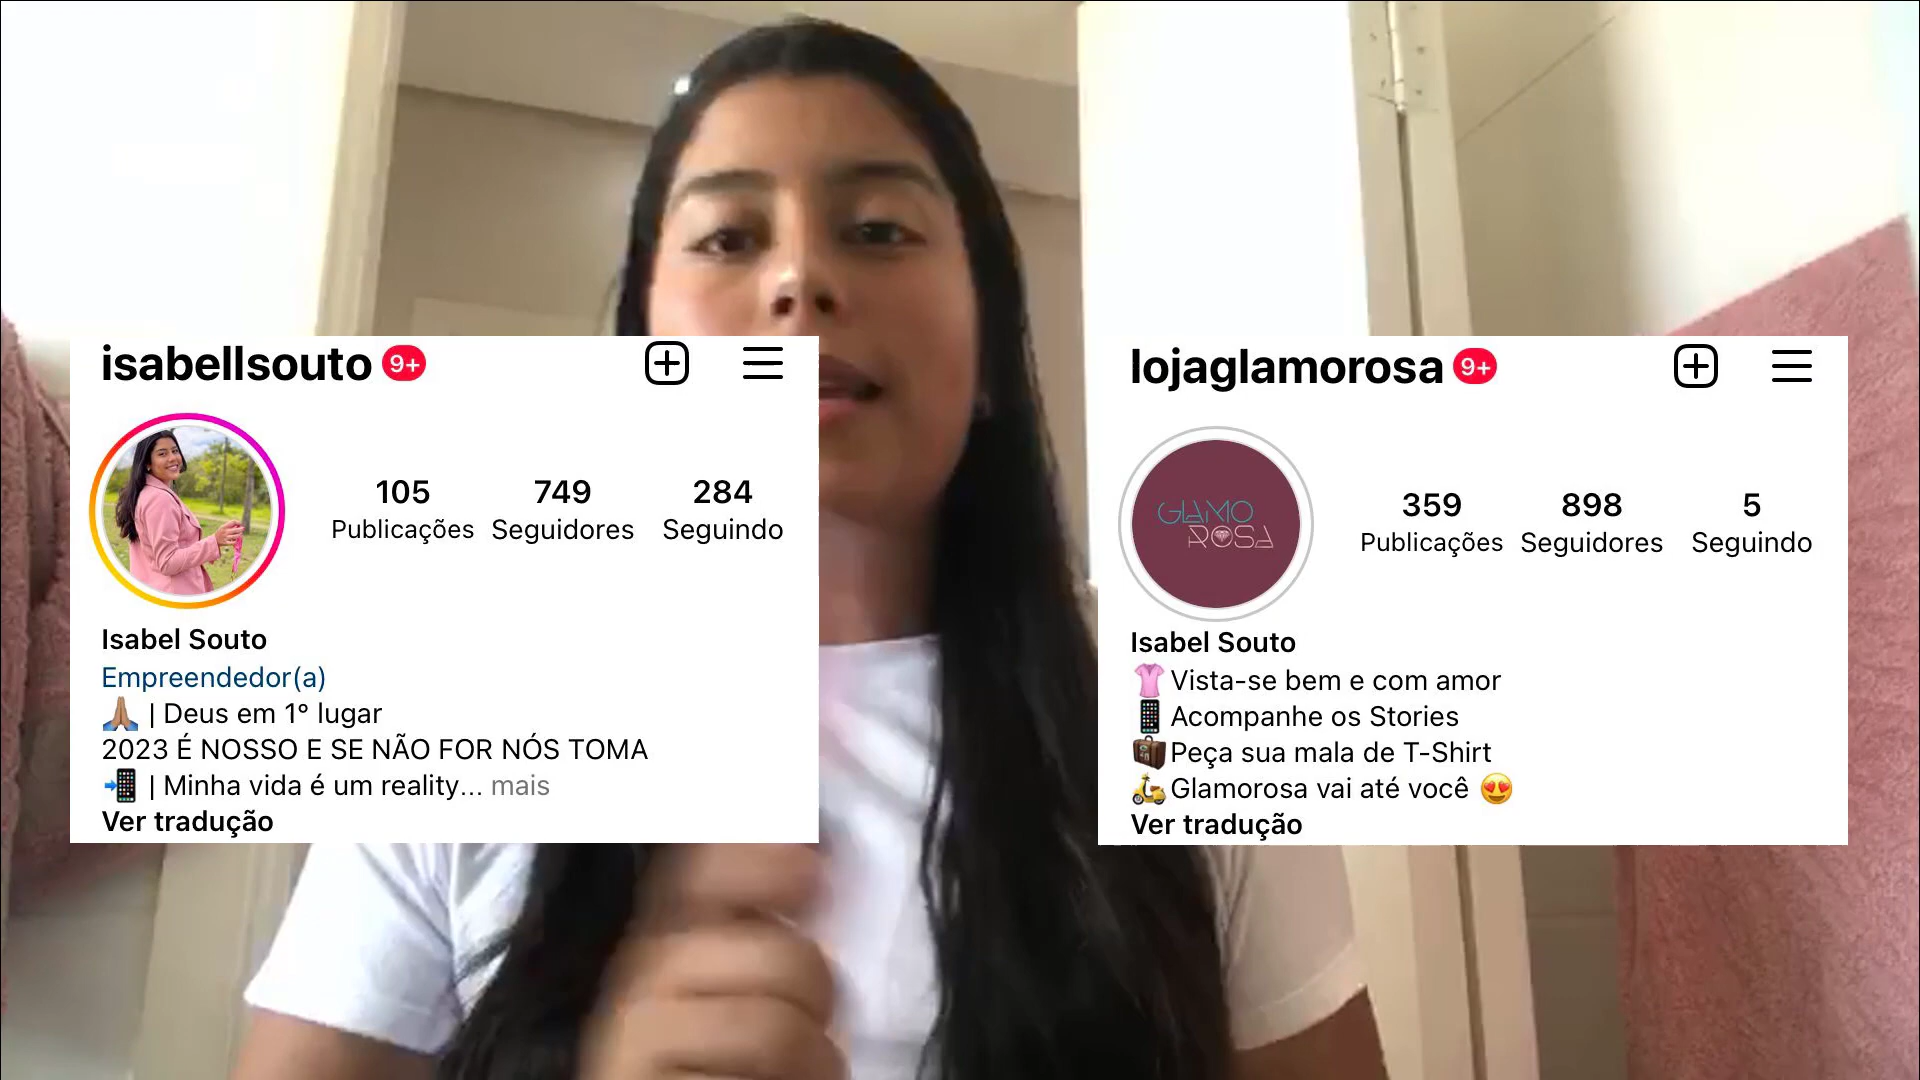 isabellsouto 9+
105 749 284
Publicações Seguidores Seguindo
Isabel Souto
Empreendedor(a)
🙏🏽 | Deus em 1° lugar
2023 É NOSSO E SE NÃO FOR NÓS TOMA
📲 | Minha vida é um reality... mais
Ver tradução
lojaglamorosa 9+
GLAMO
ROSA
359 898 5
Publicações Seguidores Seguindo
Isabel Souto
👚Vista-se bem e com amor
📱Acompanhe os Stories
🧳Peça sua mala de T-Shirt
🛵Glamorosa vai até você 😍
Ver tradução